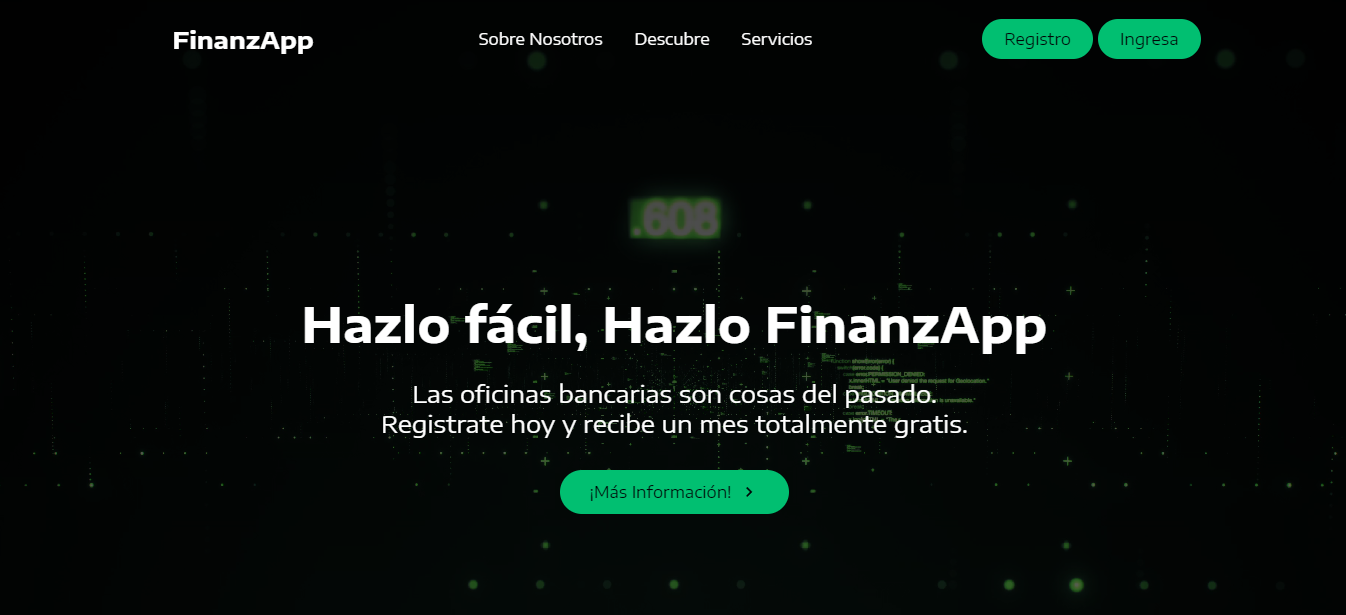 FinanzApp
Sobre Nosotros
Descubre
Servicios
Registro
Ingresa
.608
Hazlo fácil, Hazlo FinanzApp
Las oficinas bancarias son cosas del pasado.
Registrate hoy y recibe un mes totalmente gratis.
¡Más Información!